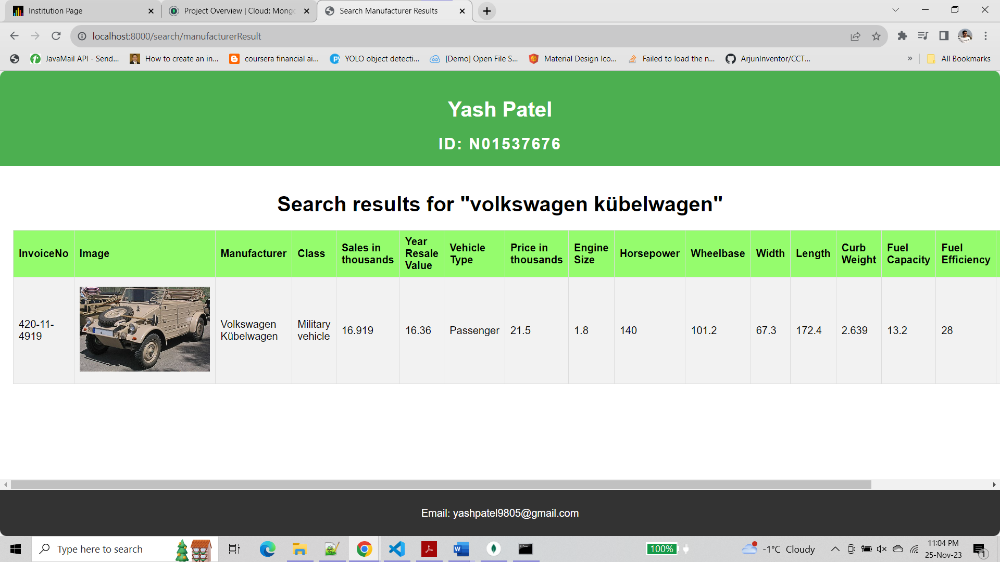 Institution Page
Project Overview | Cloud: Mong
Search Manufacturer Results
localhost:8000/search/manufacturerResult
JavaMail API - Send...
How to create an in...
coursera financial ai...
YOLO object detecti...
[Demo] Open File S...
Material Design Ico...
Failed to load the n...
ArjunInventor/CCT...
» All Bookmarks
Yash Patel
ID: N01537676
Search results for "volkswagen kübelwagen"
InvoiceNo
Image
Manufacturer
Class
Sales in
thousands
Year
Resale
Value
Vehicle
Type
Price in
thousands
Engine
Size
Horsepower
Wheelbase
Width
Length
Curb
Weight
Fuel
Capacity
Fuel
Efficiency
420-11-
4919
Volkswagen
Kübelwagen
Military
vehicle
16.919
16.36
Passenger
21.5
1.8
140
101.2
67.3
172.4
2.639
13.2
28
Email: yashpatel9805@gmail.com
Type here to search
100%
-1°C Cloudy
11:04 PM
25-Nov-23
1